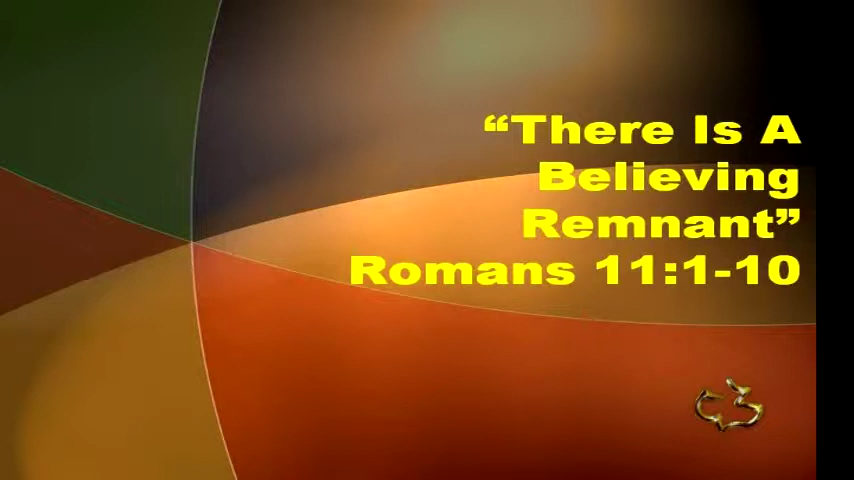 “There Is A
Believing
Remnant”
Romans 11:1-10